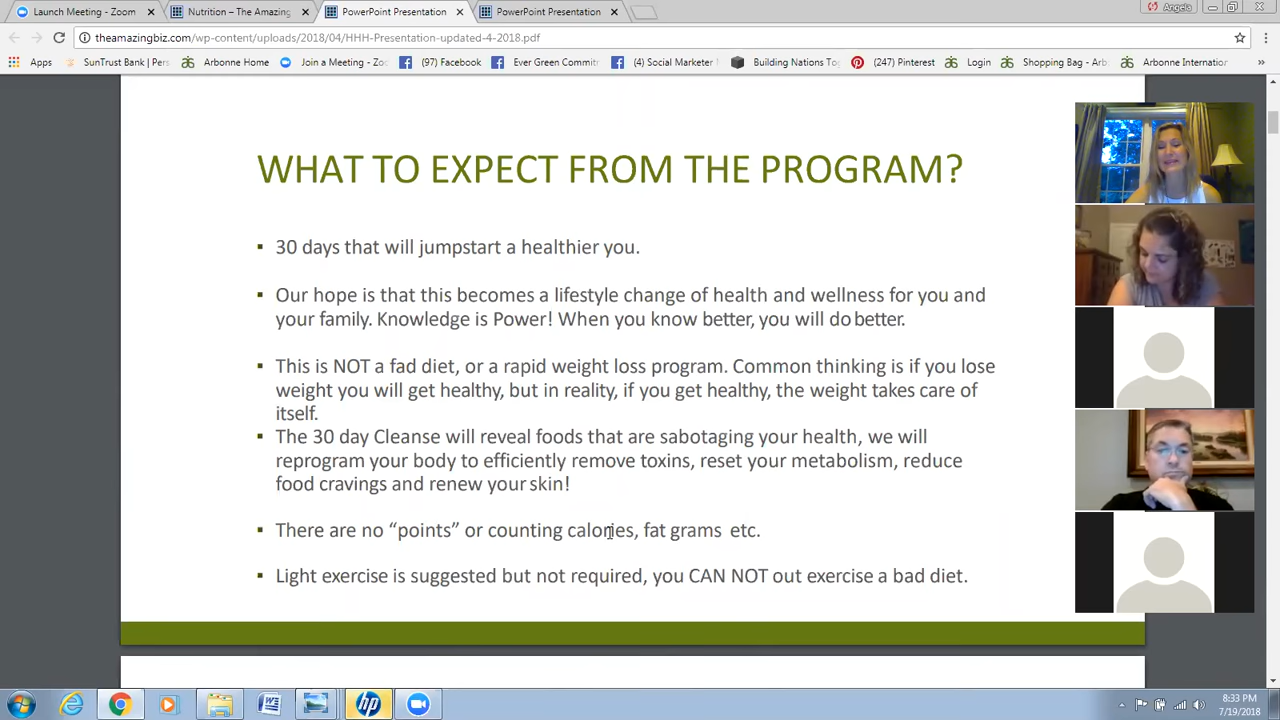 Launch Meeting - Zoom
Nutrition – The Amazing
PowerPoint Presentation
PowerPoint Presentation
Angela
theamazingbiz.com/wp-content/uploads/2018/04/HHH-Presentation-updated-4-2018.pdf
Apps
SunTrust Bank | Pers
Arbonne Home
Join a Meeting - Zoo
(97) Facebook
Ever Green Commit
(4) Social Marketer
Building Nations To
(247) Pinterest
Login
Shopping Bag - Arb
Arbonne Internation
»
WHAT TO EXPECT FROM THE PROGRAM?
▪ 30 days that will jumpstart a healthier you.
▪ Our hope is that this becomes a lifestyle change of health and wellness for you and
your family. Knowledge is Power! When you know better, you will do better.
▪ This is NOT a fad diet, or a rapid weight loss program. Common thinking is if you lose
weight you will get healthy, but in reality, if you get healthy, the weight takes care of
itself.
▪ The 30 day Cleanse will reveal foods that are sabotaging your health, we will
reprogram your body to efficiently remove toxins, reset your metabolism, reduce
food cravings and renew your skin!
▪ There are no “points” or counting calories, fat grams etc.
▪ Light exercise is suggested but not required, you CAN NOT out exercise a bad diet.
hp
8:33 PM
7/19/2018